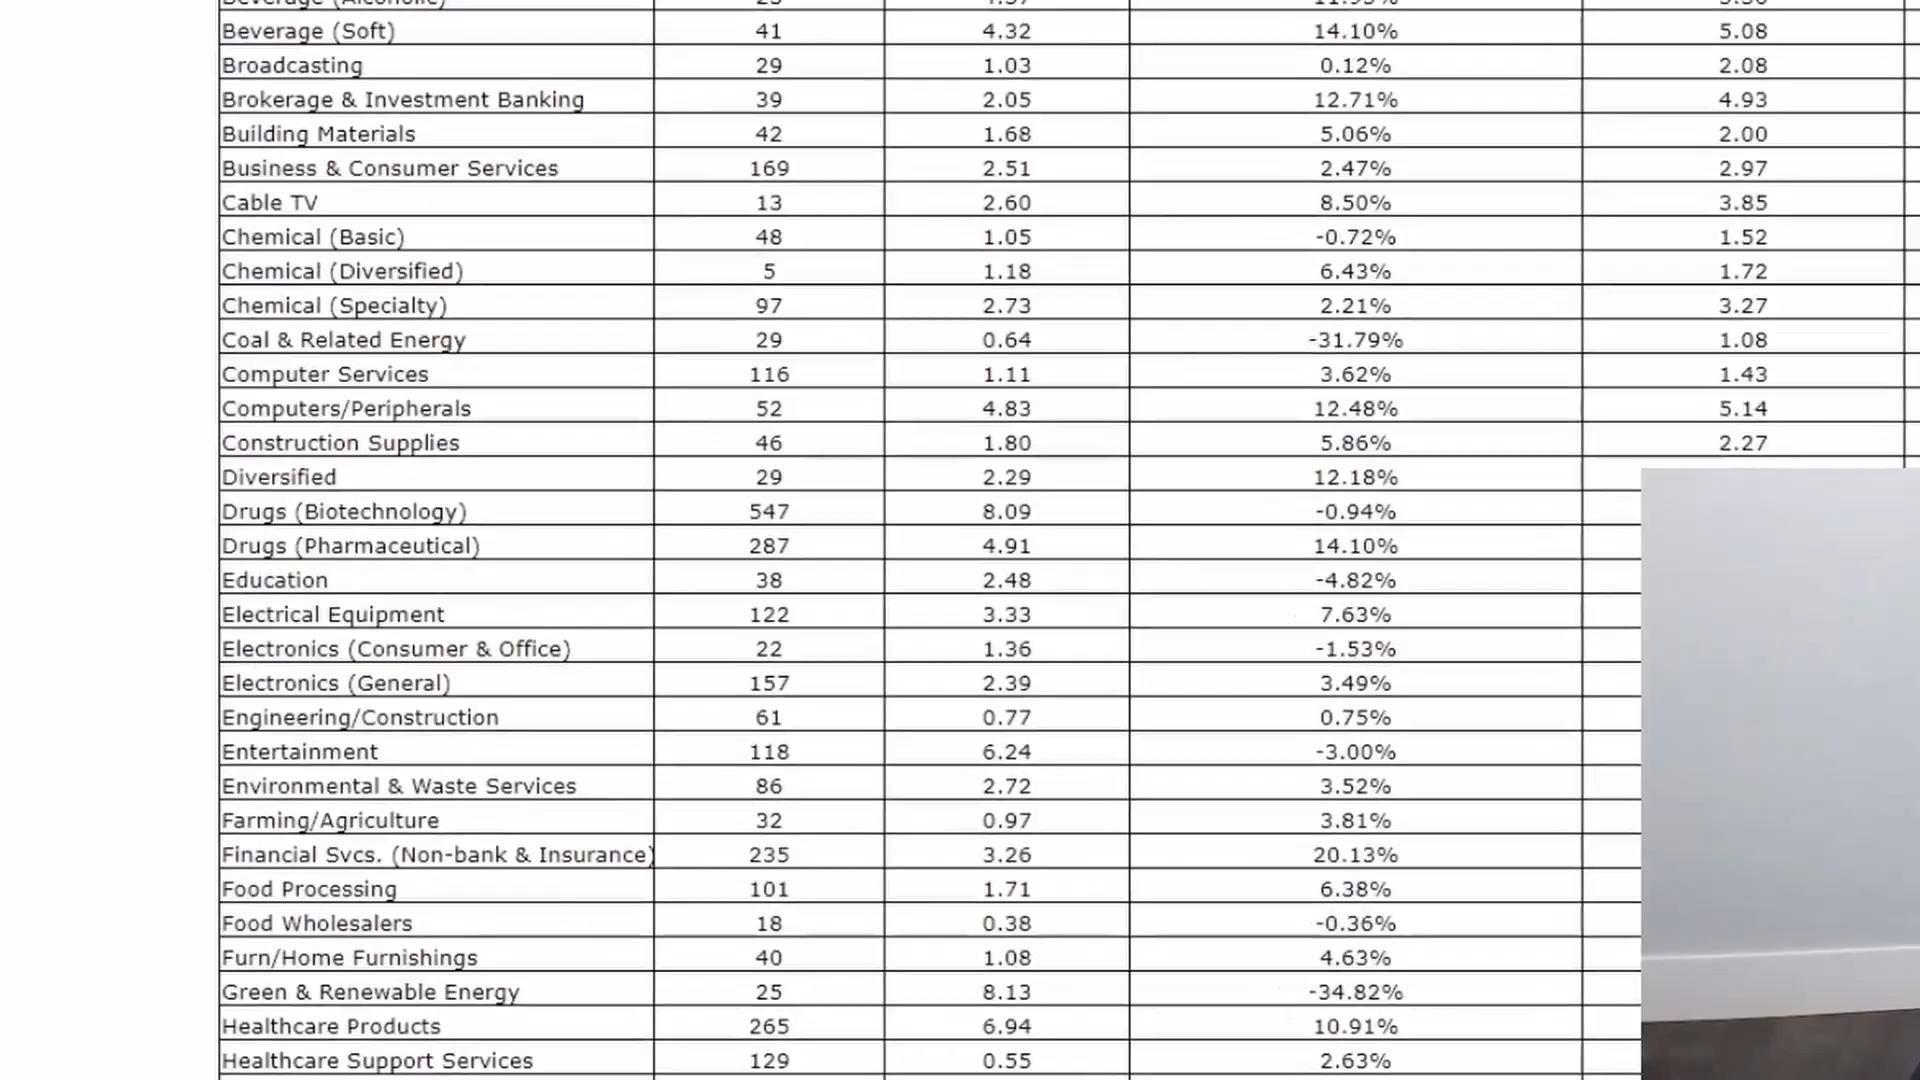 Beverage (Soft) 41 4.32 14.10% 5.08
Broadcasting 29 1.03 0.12% 2.08
Brokerage & Investment Banking 39 2.05 12.71% 4.93
Building Materials 42 1.68 5.06% 2.00
Business & Consumer Services 169 2.51 2.47% 2.97
Cable TV 13 2.60 8.50% 3.85
Chemical (Basic) 48 1.05 -0.72% 1.52
Chemical (Diversified) 5 1.18 6.43% 1.72
Chemical (Specialty) 97 2.73 2.21% 3.27
Coal & Related Energy 29 0.64 -31.79% 1.08
Computer Services 116 1.11 3.62% 1.43
Computers/Peripherals 52 4.83 12.48% 5.14
Construction Supplies 46 1.80 5.86% 2.27
Diversified 29 2.29 12.18%
Drugs (Biotechnology) 547 8.09 -0.94%
Drugs (Pharmaceutical) 287 4.91 14.10%
Education 38 2.48 -4.82%
Electrical Equipment 122 3.33 7.63%
Electronics (Consumer & Office) 22 1.36 -1.53%
Electronics (General) 157 2.39 3.49%
Engineering/Construction 61 0.77 0.75%
Entertainment 118 6.24 -3.00%
Environmental & Waste Services 86 2.72 3.52%
Farming/Agriculture 32 0.97 3.81%
Financial Svcs. (Non-bank & Insurance) 235 3.26 20.13%
Food Processing 101 1.71 6.38%
Food Wholesalers 18 0.38 -0.36%
Furn/Home Furnishings 40 1.08 4.63%
Green & Renewable Energy 25 8.13 -34.82%
Healthcare Products 265 6.94 10.91%
Healthcare Support Services 129 0.55 2.63%